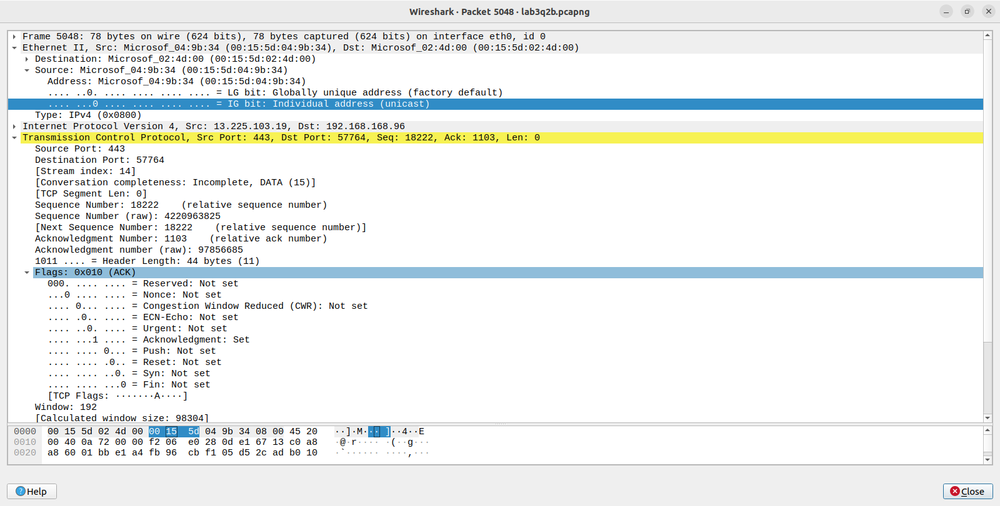 Wireshark · Packet 5048 · lab3q2b.pcapng
Frame 5048: 78 bytes on wire (624 bits), 78 bytes captured (624 bits) on interface eth0, id 0
Ethernet II, Src: Microsof_04:9b:34 (00:15:5d:04:9b:34), Dst: Microsof_02:4d:00 (00:15:5d:02:4d:00)
Destination: Microsof_02:4d:00 (00:15:5d:02:4d:00)
Source: Microsof_04:9b:34 (00:15:5d:04:9b:34)
Address: Microsof_04:9b:34 (00:15:5d:04:9b:34)
.... ..0. .... .... .... .... = LG bit: Globally unique address (factory default)
.... ...0 .... .... .... .... = IG bit: Individual address (unicast)
Type: IPv4 (0x0800)
Internet Protocol Version 4, Src: 13.225.103.19, Dst: 192.168.168.96
Transmission Control Protocol, Src Port: 443, Dst Port: 57764, Seq: 18222, Ack: 1103, Len: 0
Source Port: 443
Destination Port: 57764
[Stream index: 14]
[Conversation completeness: Incomplete, DATA (15)]
[TCP Segment Len: 0]
Sequence Number: 18222    (relative sequence number)
Sequence Number (raw): 4220963825
[Next Sequence Number: 18222    (relative sequence number)]
Acknowledgment Number: 1103    (relative ack number)
Acknowledgment number (raw): 97856685
1011 .... = Header Length: 44 bytes (11)
Flags: 0x010 (ACK)
000. .... .... = Reserved: Not set
...0 .... .... = Nonce: Not set
.... 0... .... = Congestion Window Reduced (CWR): Not set
.... .0.. .... = ECN-Echo: Not set
.... ..0. .... = Urgent: Not set
.... ...1 .... = Acknowledgment: Set
.... .... 0... = Push: Not set
.... .... .0.. = Reset: Not set
.... .... ..0. = Syn: Not set
.... .... ...0 = Fin: Not set
[TCP Flags: ·······A····]
Window: 192
[Calculated window size: 98304]
0000  00 15 5d 02 4d 00 00 15  5d 04 9b 34 08 00 45 20  ··]·M··· ]··4··E
0010  00 40 0a 72 00 00 f2 06  e0 28 0d e1 67 13 c0 a8  ·@·r···· ·(··g···
0020  a8 60 01 bb e1 a4 fb 96  cb f1 05 d5 2c ad b0 10  ·`······ ····,···
Help
Close